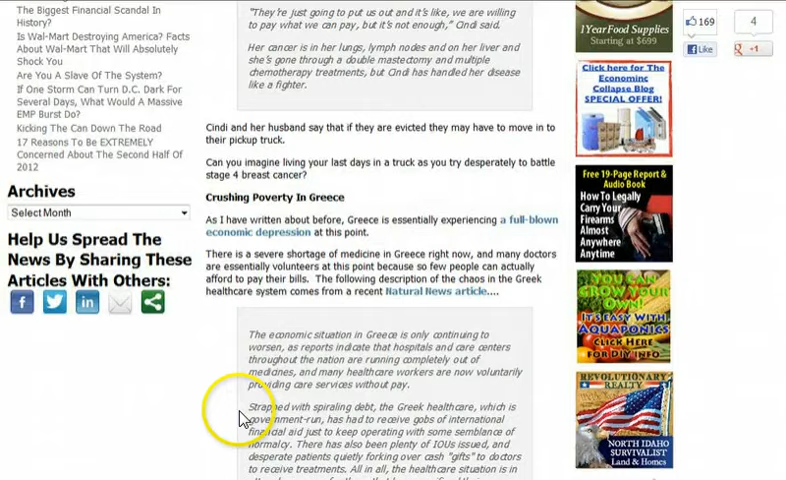 The Biggest Financial Scandal In
History?
Is Wal-Mart Destroying America? Facts
About Wal-Mart That Will Absolutely
Shock You
Are You A Slave Of The System?
If One Storm Can Turn D.C. Dark For
Several Days, What Would A Massive
EMP Burst Do?
Kicking The Can Down The Road
17 Reasons To Be EXTREMELY
Concerned About The Second Half Of
2012
Archives
Select Month
Help Us Spread The
News By Sharing These
Articles With Others:
"They're just going to put us out and it's like, we are willing
to pay what we can pay, but it's not enough," Cindi said.
Her cancer is in her lungs, lymph nodes and on her liver and
she's gone through a double mastectomy and multiple
chemotherapy treatments, but Cindi has handled her disease
like a fighter.
Cindi and her husband say that if they are evicted they may have to move in to
their pickup truck.
Can you imagine living your last days in a truck as you try desperately to battle
stage 4 breast cancer?
Crushing Poverty In Greece
As I have written about before, Greece is essentially experiencing a full-blown
economic depression at this point.
There is a severe shortage of medicine in Greece right now, and many doctors
are essentially volunteers at this point because so few people can actually
afford to pay their bills. The following description of the chaos in the Greek
healthcare system comes from a recent Natural News article....
The economic situation in Greece is only continuing to
worsen, as reports indicate that hospitals and care centers
throughout the nation are running completely out of
medicines, and many healthcare workers are now voluntarily
providing care services without pay.
Strapped with spiraling debt, the Greek healthcare, which is
government-run, has had to receive gobs of international
financial aid just to keep operating with some semblance of
normalcy. There has also been plenty of IOUs issued, and
desperate patients quietly forking over cash "gifts" to doctors
to receive treatments. All in all, the healthcare situation is in
1YearFood Supplies
Starting at $699
Click here for The
Econominc
Collapse Blog
SPECIAL OFFER!
Free 19-Page Report &
Audio Book
How To Legally
Carry Your
Firearms
Almost
Anywhere
Anytime
YOU CAN
GROW YOUR
OWN!
IT'S EASY WITH
AQUAPONICS
CLICK HERE
FOR DIY INFO
REVOLUTIONARY
REALTY
NORTH IDAHO
SURVIVALIST
Land & Homes
169
Like
4
+1